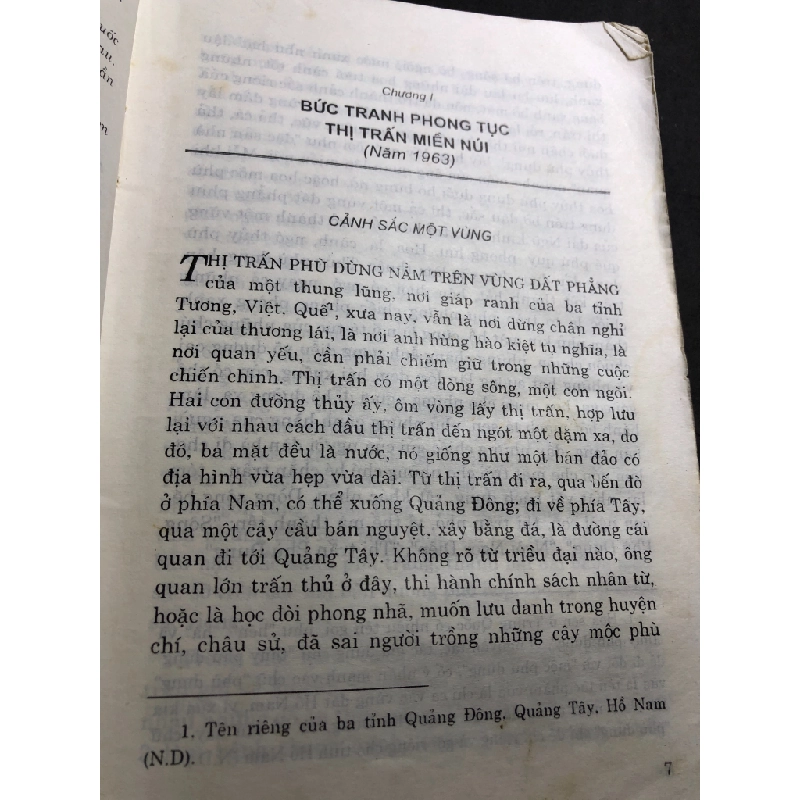 uốc
ẩn
m
Chương I
BỨC TRANH PHONG TỤC
THỊ TRẤN MIỀN NÚI
(Năm 1963)
CẢNH SẮC MỘT VÙNG
THỊ TRẤN PHÙ DUNG NẰM TRÊN VÙNG ĐẤT PHẲNG
của một thung lũng, nơi giáp ranh của ba tỉnh
Tương, Việt, Quế¹, xưa nay, vẫn là nơi dừng chân nghỉ
lại của thương lái, là nơi anh hùng hào kiệt tụ nghĩa, là
nơi quan yếu, cần phải chiếm giữ trong những cuộc
chiến chinh. Thị trấn có một dòng sông, một con ngòi.
Hai con đường thủy ấy, ôm vòng lấy thị trấn, hợp lưu
lại với nhau cách đầu thị trấn đến ngót một dặm xa, do
đó, ba mặt đều là nước, nó giống như một bán đảo có
địa hình vừa hẹp vừa dài. Từ thị trấn đi ra, qua bến đò
ở phía Nam, có thể xuống Quảng Đông; đi về phía Tây,
qua một cây cầu bán nguyệt, xây bằng đá, là đường cái
quan đi tới Quảng Tây. Không rõ từ triều đại nào, ông
quan lớn trấn thủ ở đây, thi hành chính sách nhân từ,
hoặc là học đòi phong nhã, muốn lưu danh trong huyện
chí, châu sử, đã sai người trồng những cây mộc phù
1. Tên riêng của ba tỉnh Quảng Đông, Quảng Tây, Hồ Nam
(N.D).
7